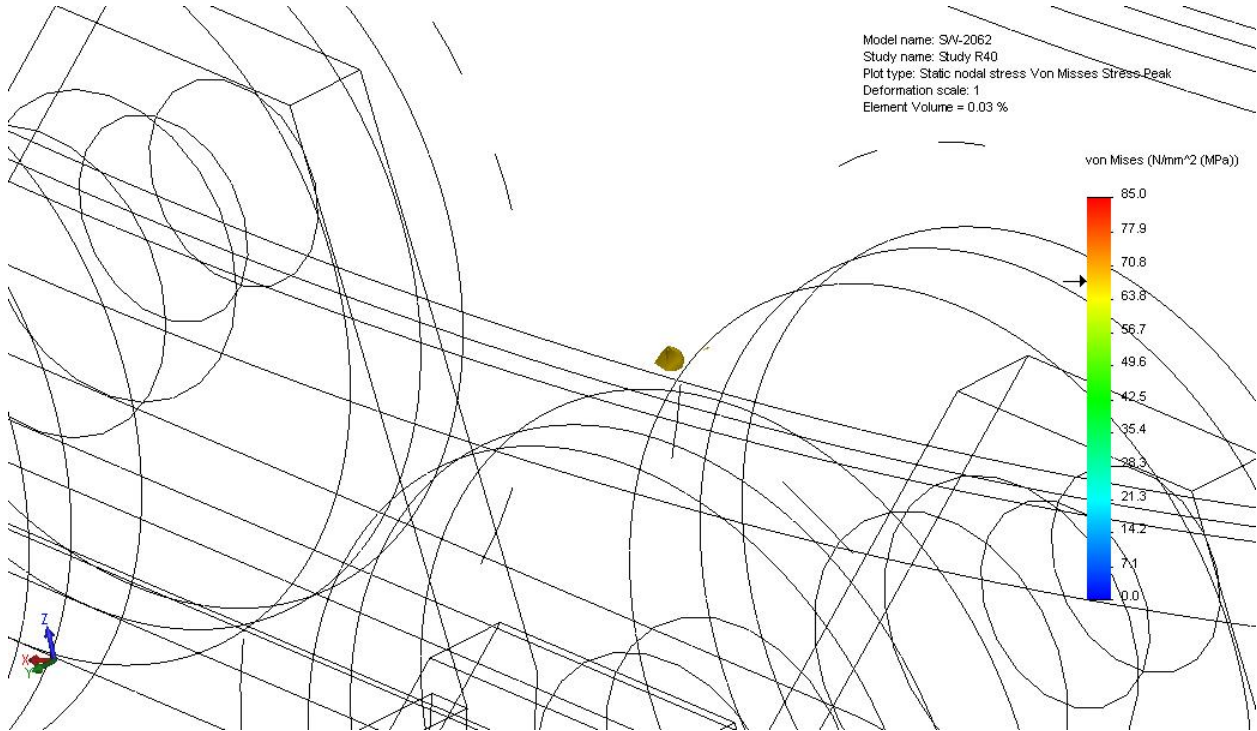 Model name: SW-2062
Study name: Study R40
Plot type: Static nodal stress Von Misses Stress Peak
Deformation scale: 1
Element Volume = 0.03 %
von Mises (N/mm^2 (MPa))
85.0
77.9
70.8
63.8
56.7
49.6
42.5
35.4
28.3
21.3
14.2
7.1
0.0
Z
X
Y